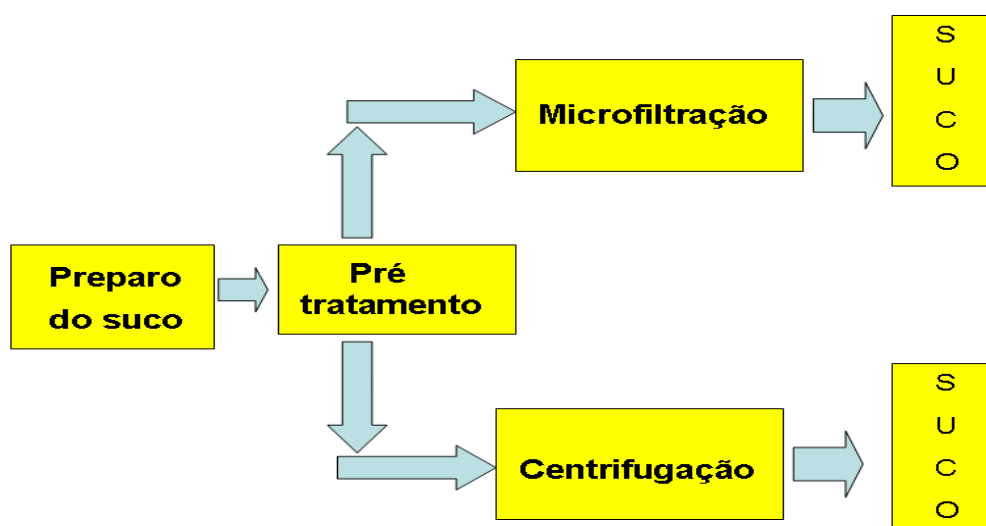 S
U
C
O
Microfiltração
Preparo
do suco
Pré
tratamento
Centrifugação
S
U
C
O